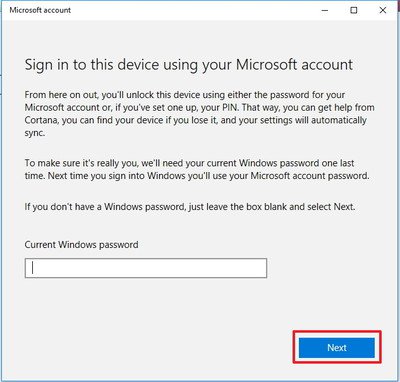 Microsoft account
Sign in to this device using your Microsoft account
From here on out, you'll unlock this device using either the password for your
Microsoft account or, if you've set one up, your PIN. That way, you can get help from
Cortana, you can find your device if you lose it, and your settings will automatically
sync.
To make sure it's really you, we'll need your current Windows password one last
time. Next time you sign into Windows you'll use your Microsoft account password.
If you don't have a Windows password, just leave the box blank and select Next.
Current Windows password
Next